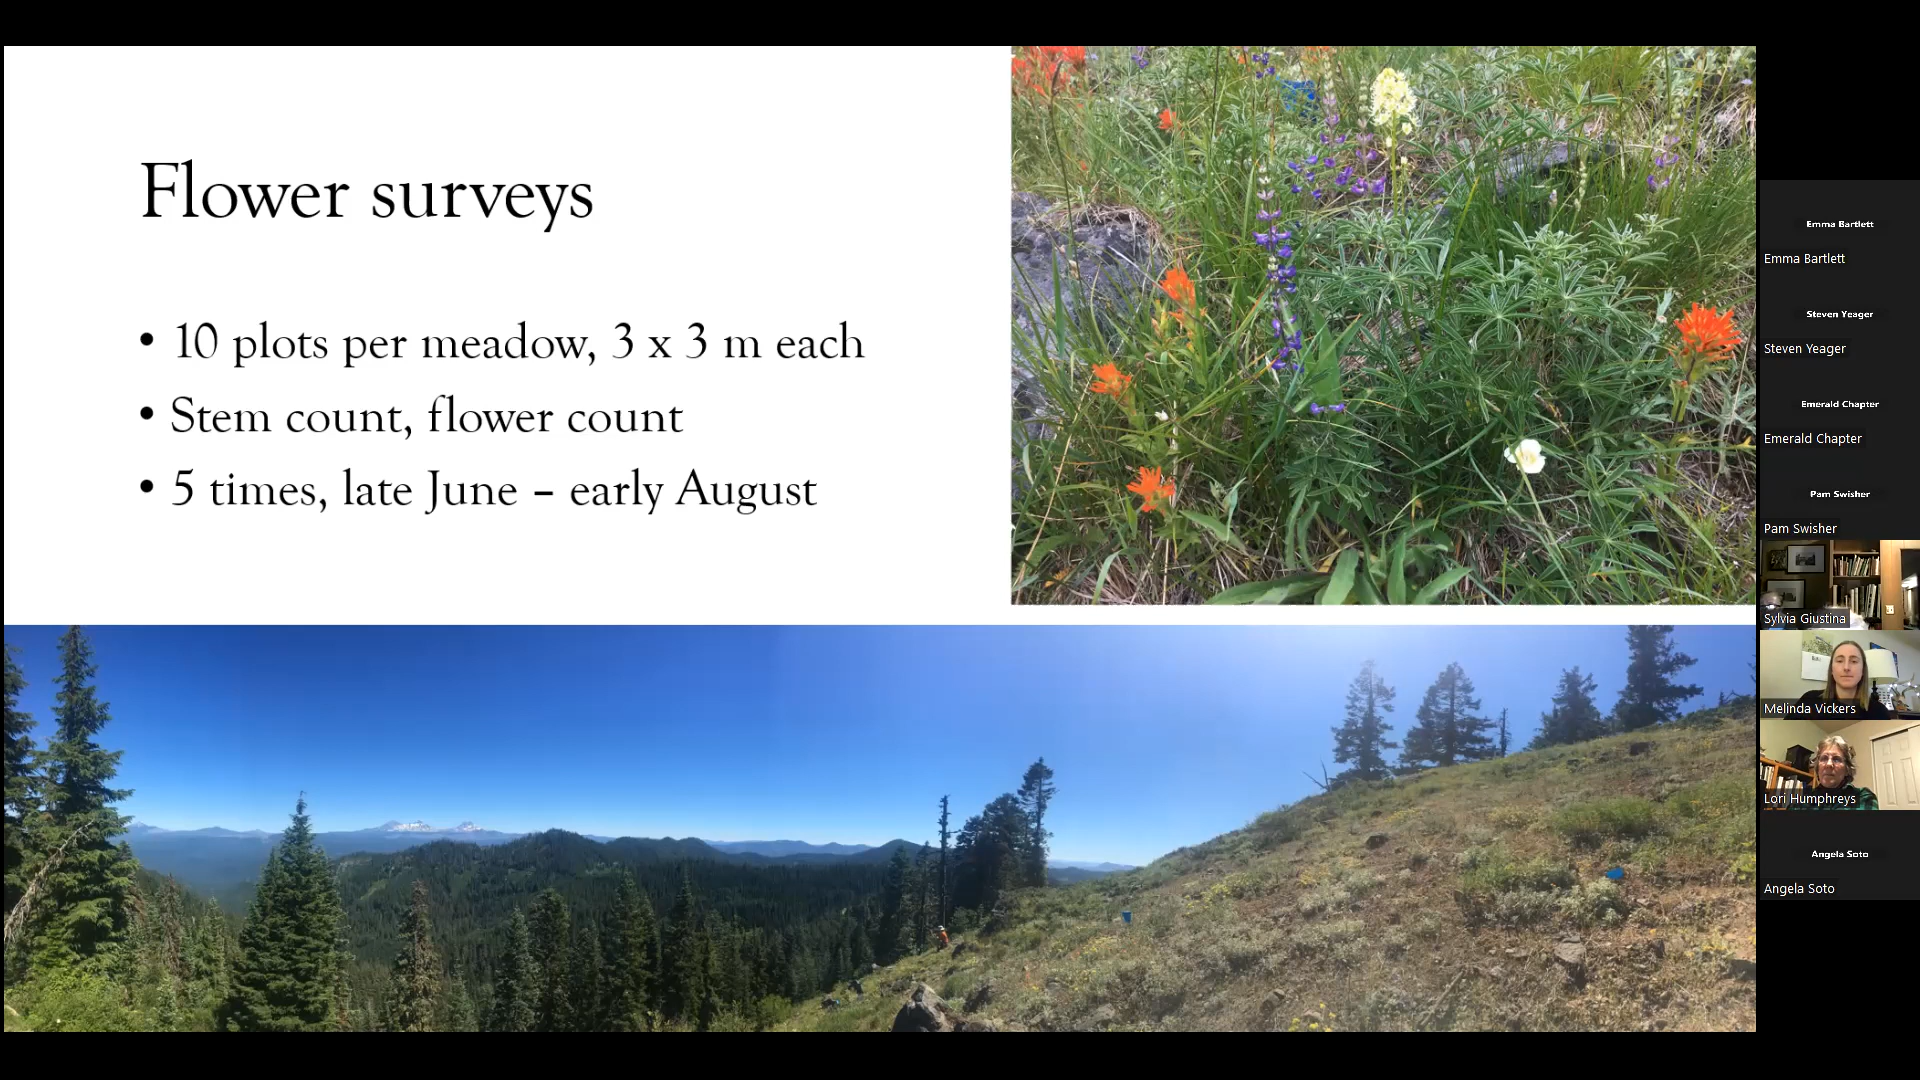 Flower surveys
• 10 plots per meadow, 3 x 3 m each
• Stem count, flower count
• 5 times, late June – early August
Emma Bartlett
Emma Bartlett
Steven Yeager
Steven Yeager
Emerald Chapter
Emerald Chapter
Pam Swisher
Pam Swisher
Sylvia Giustina
Melinda Vickers
Lori Humphreys
Angela Soto
Angela Soto